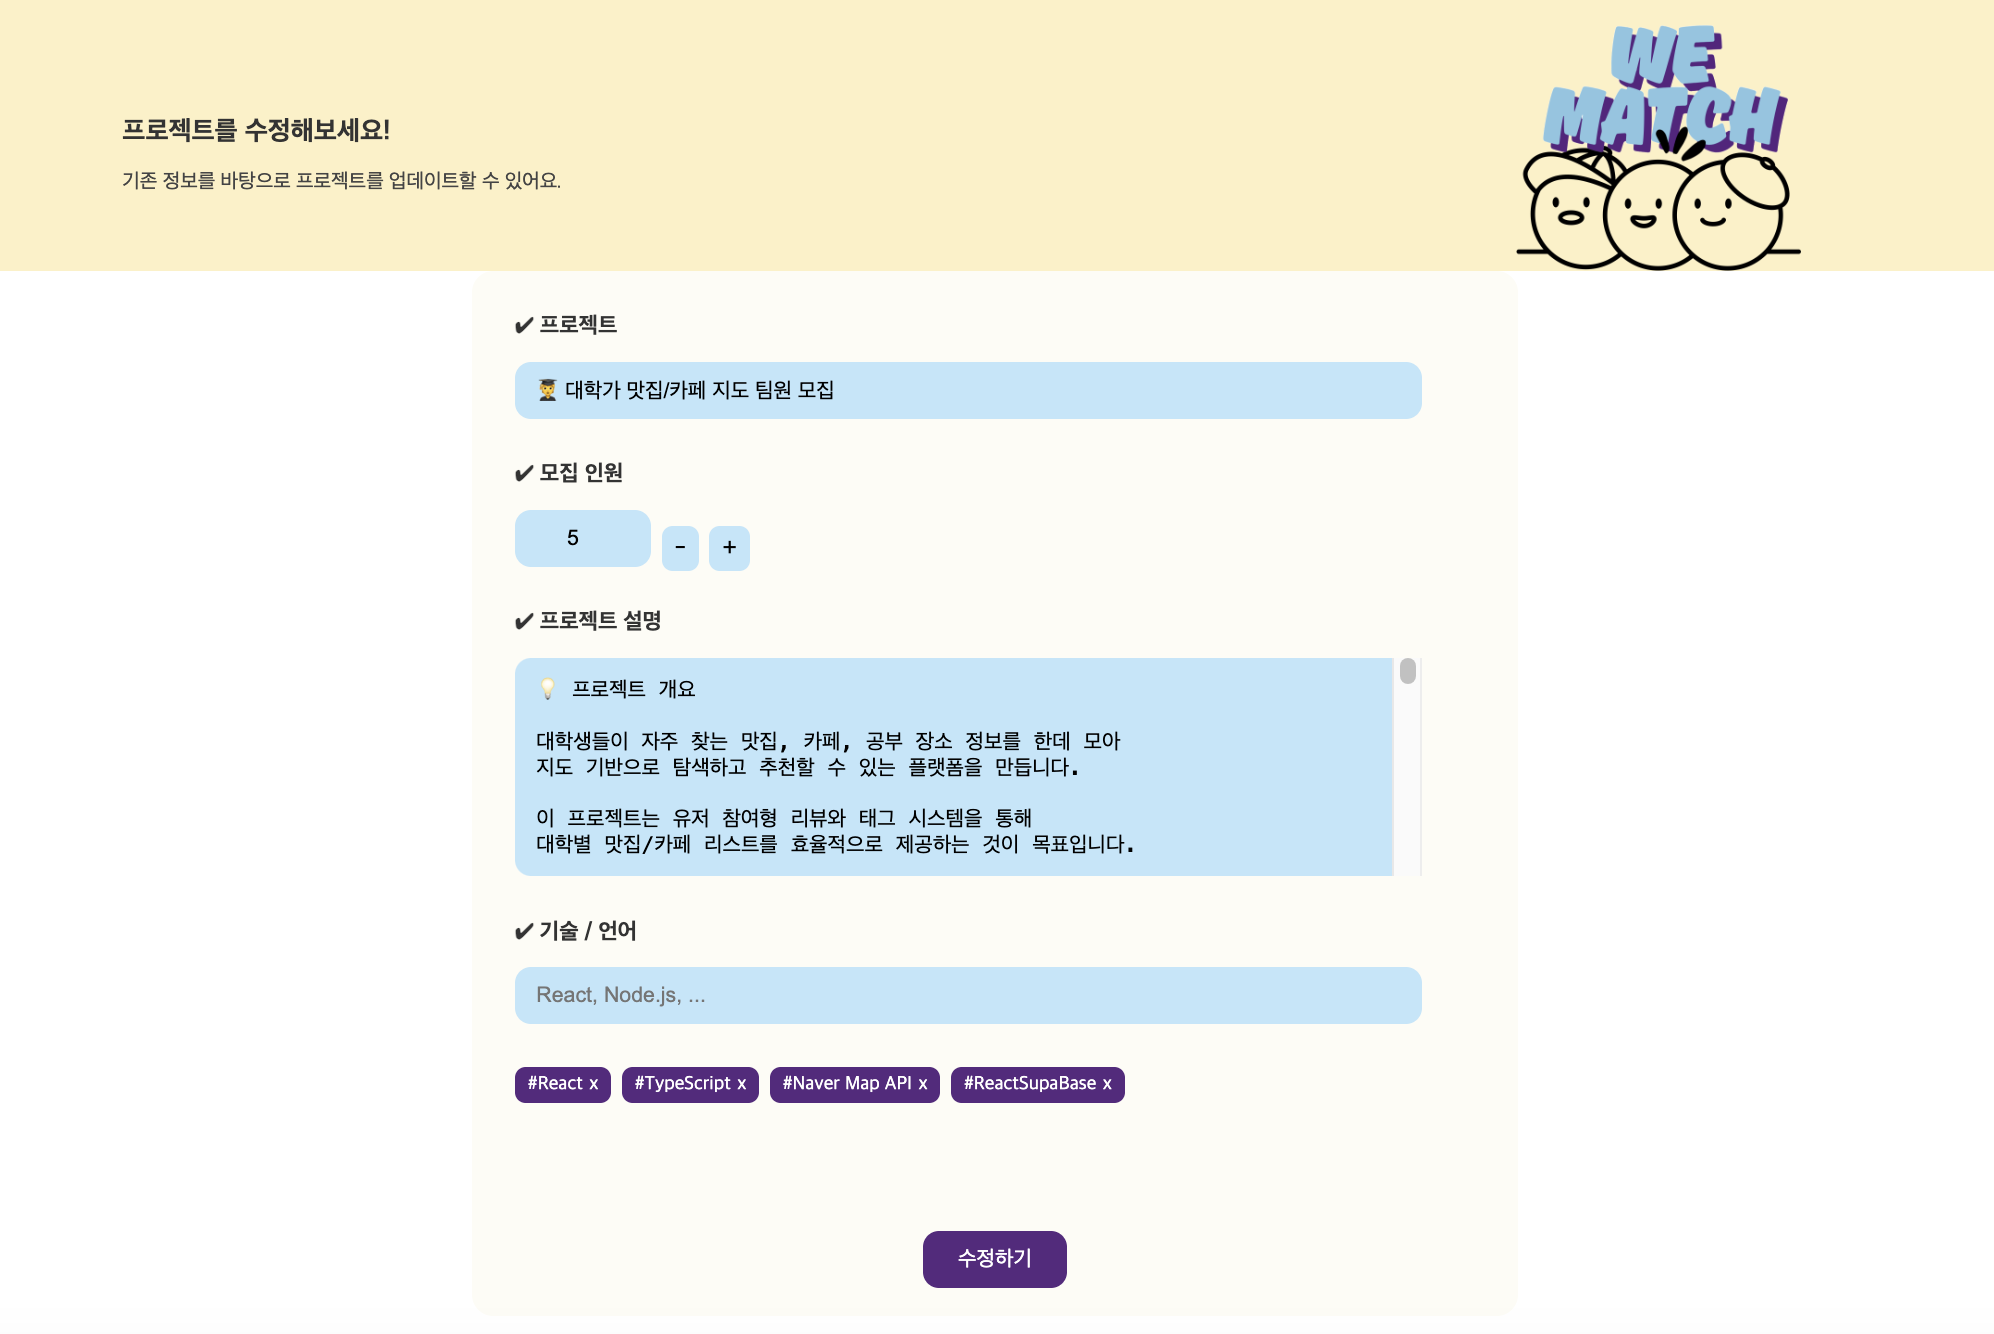 WE
MATCH
프로젝트를 수정해보세요!
기존 정보를 바탕으로 프로젝트를 업데이트할 수 있어요.
✔ 프로젝트
👨‍🎓 대학가 맛집/카페 지도 팀원 모집
✔ 모집 인원
5 - +
✔ 프로젝트 설명
💡 프로젝트 개요
대학생들이 자주 찾는 맛집, 카페, 공부 장소 정보를 한데 모아
지도 기반으로 탐색하고 추천할 수 있는 플랫폼을 만듭니다.
이 프로젝트는 유저 참여형 리뷰와 태그 시스템을 통해
대학별 맛집/카페 리스트를 효율적으로 제공하는 것이 목표입니다.
✔ 기술 / 언어
React, Node.js, ...
#React x #TypeScript x #Naver Map API x #ReactSupaBase x
수정하기